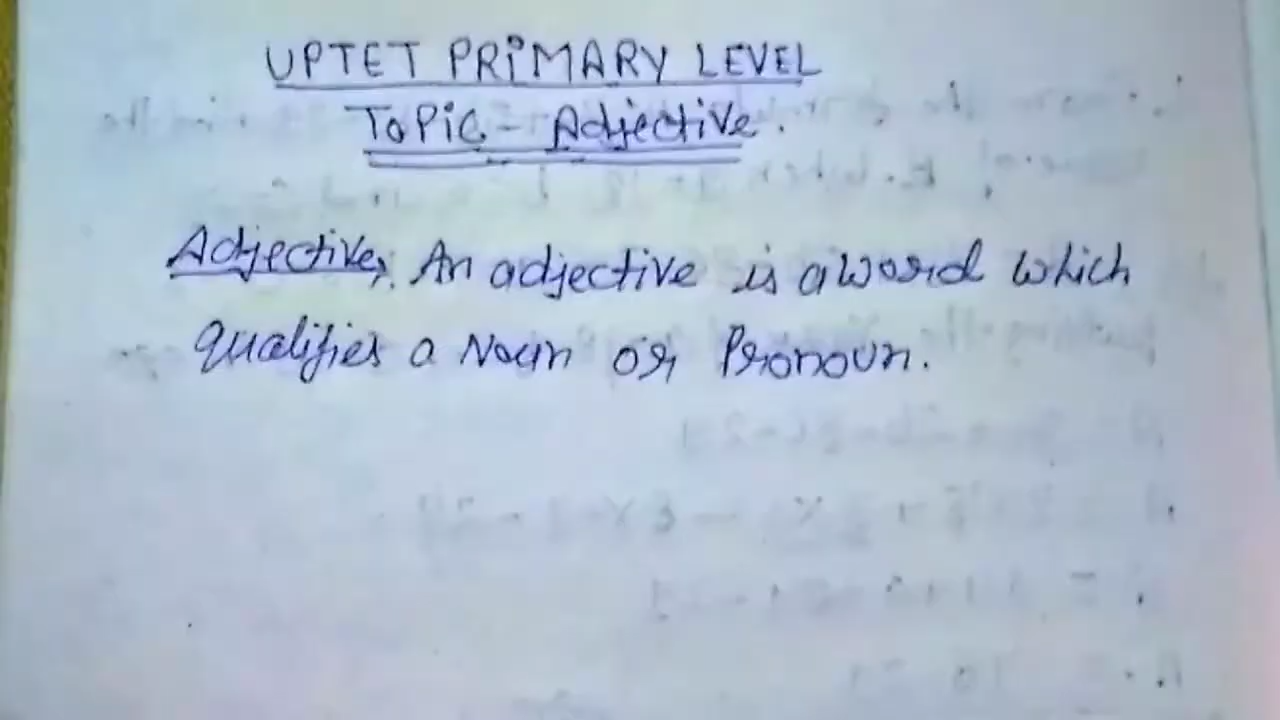 UPTET PRiMARY LEVEL
ToPiC - Adjective.
Adjective: An adjective is a word which
qualifies a Noun or Pronoun.